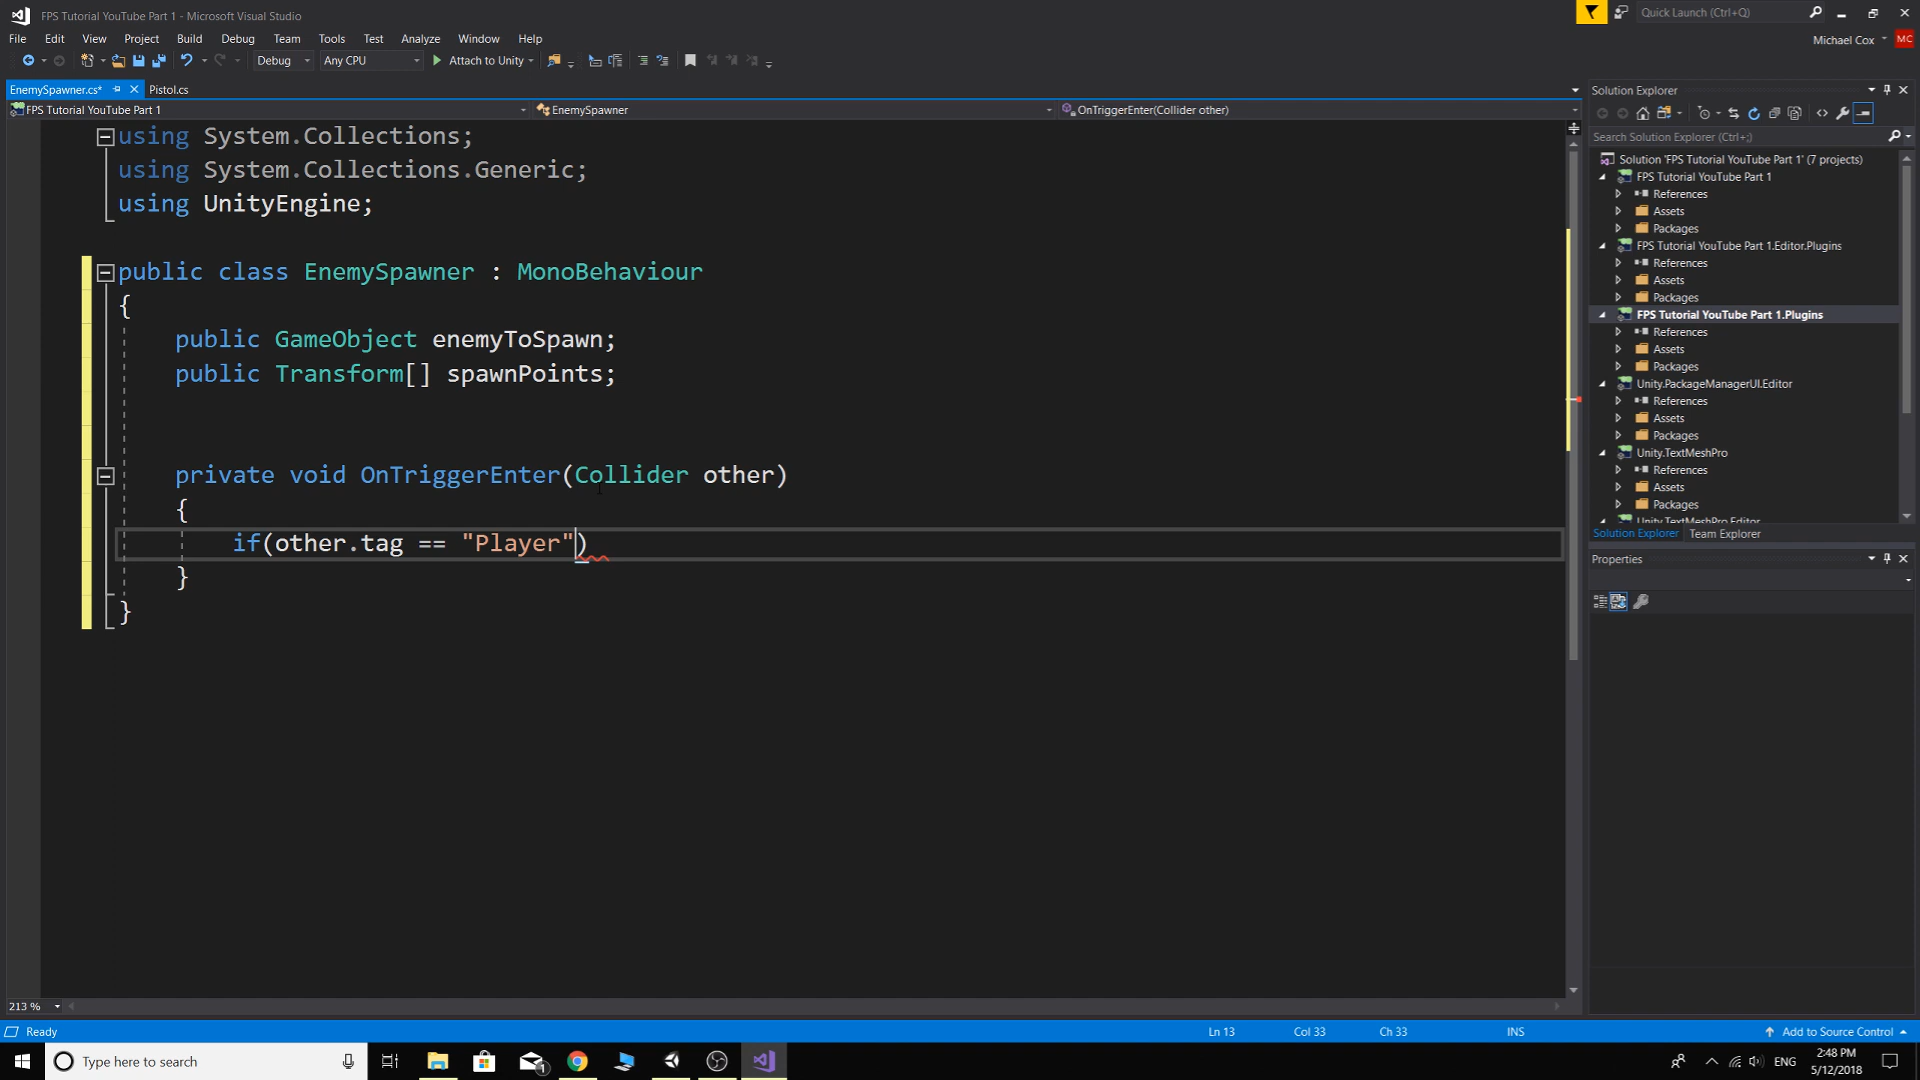 FPS Tutorial YouTube Part 1 - Microsoft Visual Studio
Quick Launch (Ctrl+Q)
File Edit View Project Build Debug Team Tools Test Analyze Window Help
Michael Cox MC
Debug Any CPU Attach to Unity
EnemySpawner.cs* Pistol.cs
FPS Tutorial YouTube Part 1 EnemySpawner OnTriggerEnter(Collider other)
using System.Collections;
using System.Collections.Generic;
using UnityEngine;
public class EnemySpawner : MonoBehaviour
{
public GameObject enemyToSpawn;
public Transform[] spawnPoints;
private void OnTriggerEnter(Collider other)
{
if(other.tag == "Player")
}
}
Solution Explorer
Search Solution Explorer (Ctrl+;)
Solution 'FPS Tutorial YouTube Part 1' (7 projects)
FPS Tutorial YouTube Part 1
References
Assets
Packages
FPS Tutorial YouTube Part 1.Editor.Plugins
References
Assets
Packages
FPS Tutorial YouTube Part 1.Plugins
References
Assets
Packages
Unity.PackageManagerUI.Editor
References
Assets
Packages
Unity.TextMeshPro
References
Assets
Packages
Unity.TextMeshPro.Editor
Solution Explorer Team Explorer
Properties
213 %
Ready Ln 13 Col 33 Ch 33 INS Add to Source Control
Type here to search
1
ENG
2:48 PM
5/12/2018